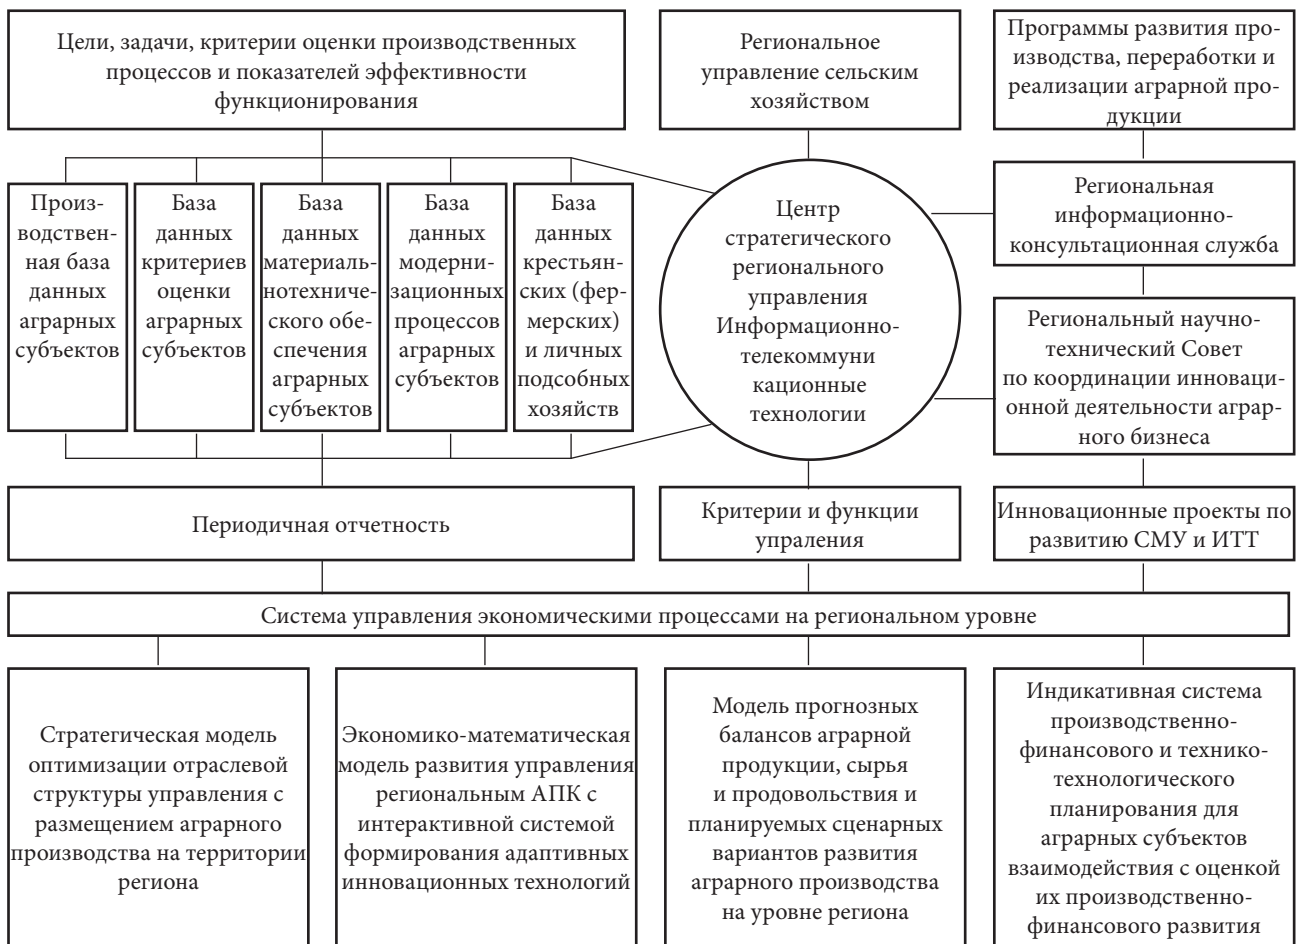 Цели, задачи, критерии оценки производственных
процессов и показателей эффективности
функционирования
Региональное
управление сельским
хозяйством
Программы развития про-
изводства, переработки и
реализации аграрной про-
дукции
Произ-
водствен-
ная база
данных
аграрных
субъектов
База
данных
критериев
оценки
аграрных
субъектов
База
данных
материаль-
нотехниче-
ского обе-
спечения
аграрных
субъектов
База
данных
модерни-
зационных
процессов
аграрных
субъектов
База
данных
крестьян-
ских (фер-
мерских)
и личных
подсобных
хозяйств
Центр
стратегического
регионального
управления
Информационно-
телекоммуни
кационные
технологии
Региональная
информационно-
консультационная служба
Региональный научно-
технический Совет
по координации инноваци-
онной деятельности аграр-
ного бизнеса
Периодичная отчетность
Критерии и функции
упраления
Инновационные проекты по
развитию СМУ и ИТТ
Система управления экономическими процессами на региональном уровне
Стратегическая модель
оптимизации отраслевой
структуры управления с
размещением аграрного
производства на территории
региона
Экономико-математическая
модель развития управления
региональным АПК с
интерактивной системой
формирования адаптивных
инновационных технологий
Модель прогнозных
балансов аграрной
продукции, сырья
и продовольствия и
планируемых сценарных
вариантов развития
аграрного производства
на уровне региона
Индикативная система
производственно-
финансового и технико-
технологического
планирования для
аграрных субъектов
взаимодействия с оценкой
их производственно-
финансового развития